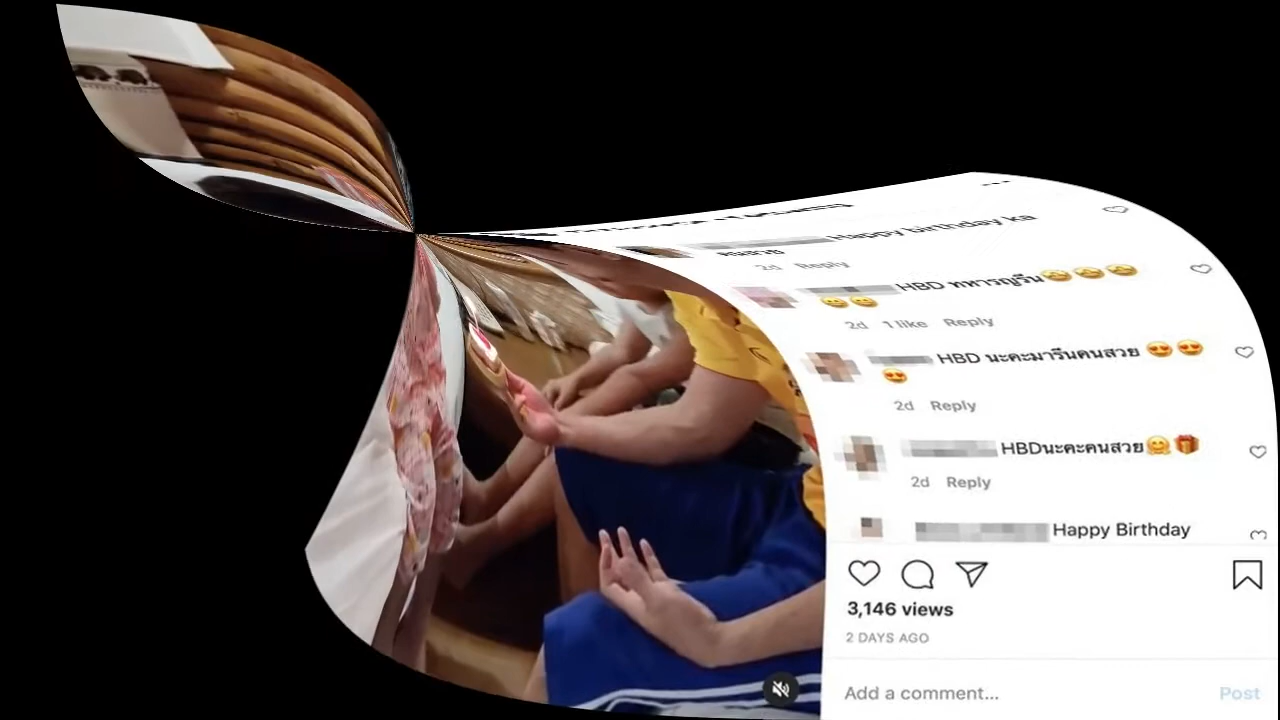 Happy birthday ka
2d Reply
HBD ทหารญรีน🤩🤩🤩
😄😄
2d 1 like Reply
HBD นะคะมารีนคนสวย 😍😍
😍
2d Reply
HBDนะคะคนสวย🤗🎁
2d Reply
Happy Birthday
3,146 views
2 DAYS AGO
Add a comment... Post